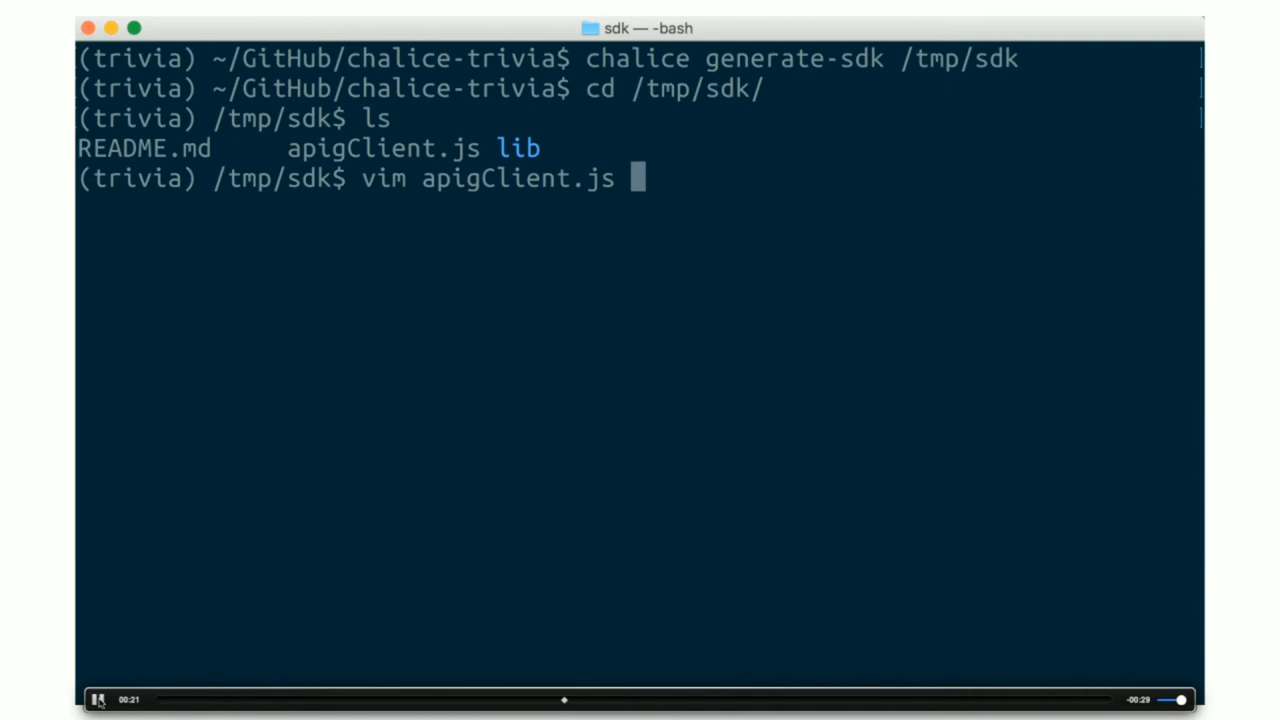 sdk — -bash
(trivia) ~/GitHub/chalice-trivia$ chalice generate-sdk /tmp/sdk
(trivia) ~/GitHub/chalice-trivia$ cd /tmp/sdk/
(trivia) /tmp/sdk$ ls
README.md apigClient.js lib
(trivia) /tmp/sdk$ vim apigClient.js
00:21 -00:29